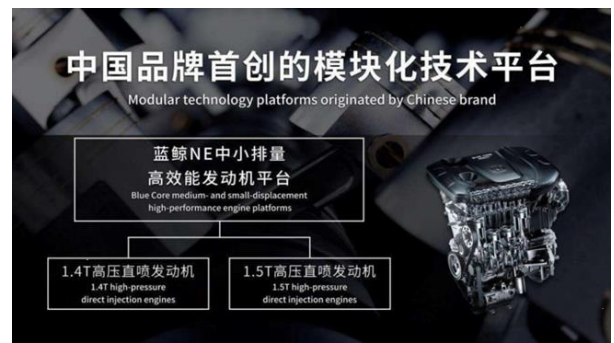 中国品牌首创的模块化技术平台
Modular technology platforms originated by Chinese brand
蓝鲸NE中小排量
高效能发动机平台
Blue Core medium- and small-displacement
high-performance engine platforms
1.4T高压直喷发动机
1.4T high-pressure
direct injection engines
1.5T高压直喷发动机
1.5T high-pressure
direct injection engines